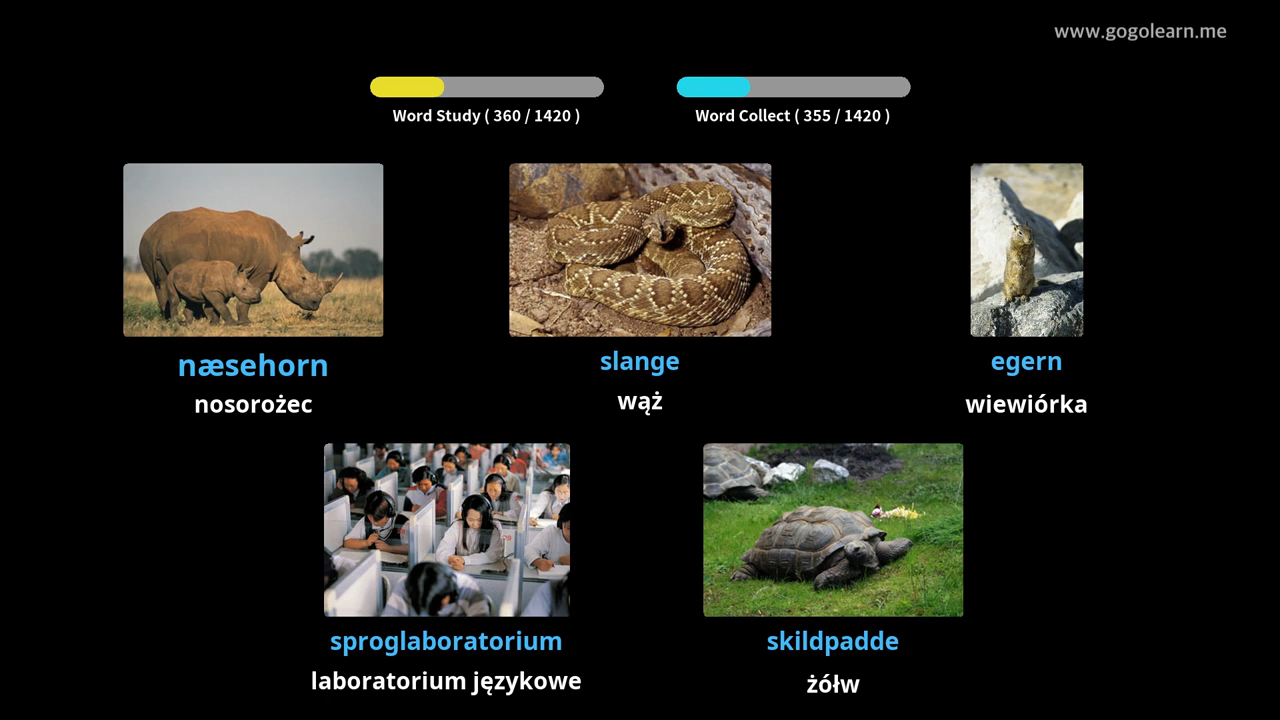 www.gogolearn.me
Word Study ( 360 / 1420 )
Word Collect ( 355 / 1420 )
næsehorn
nosorożec
slange
wąż
egern
wiewiórka
sproglaboratorium
laboratorium językowe
skildpadde
żółw